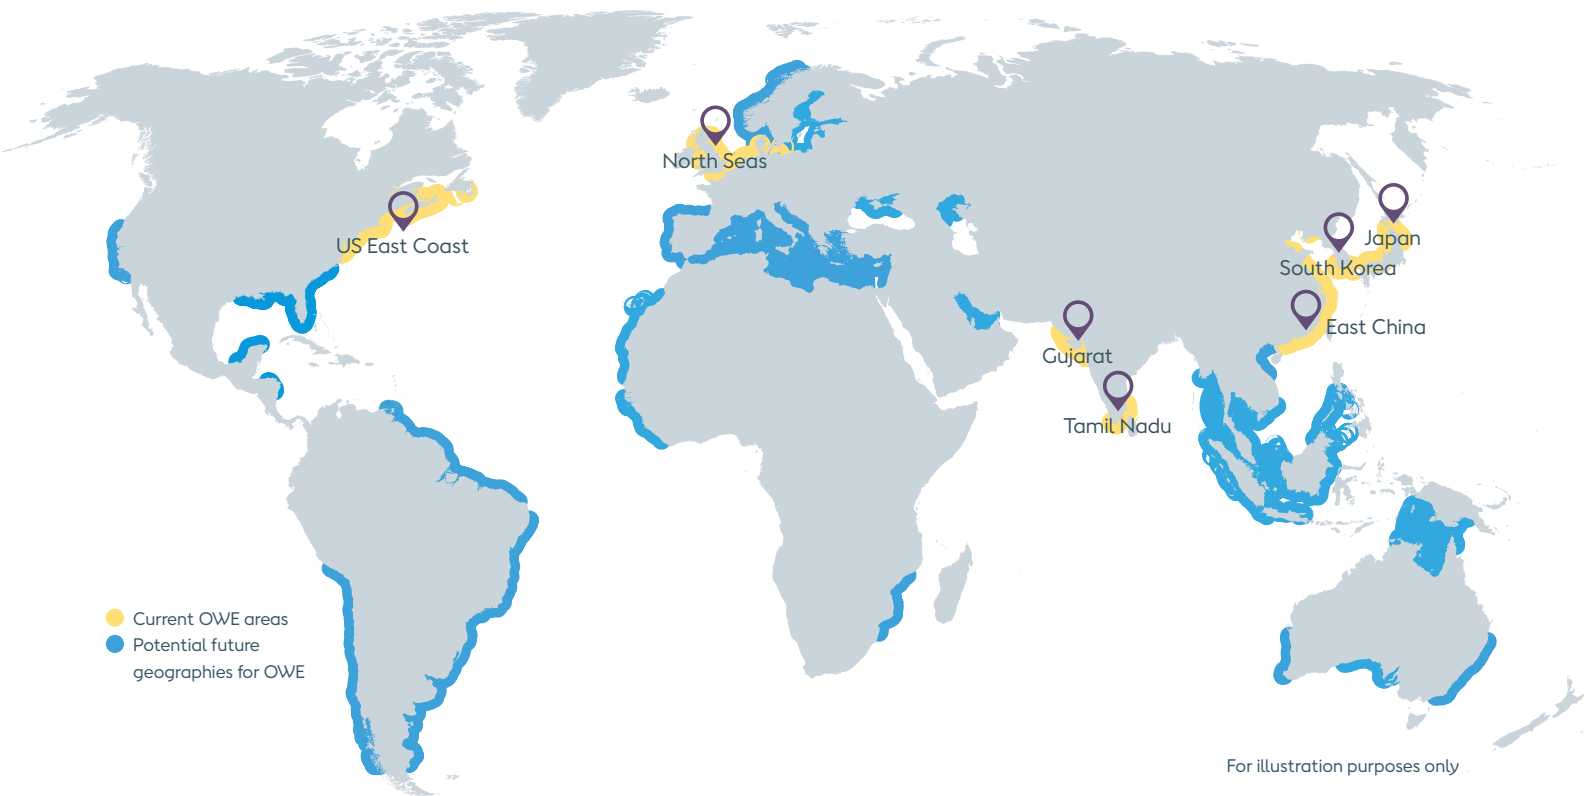 North Seas
US East Coast
Japan
South Korea
East China
Gujarat
Tamil Nadu
Current OWE areas
Potential future
geographies for OWE
For illustration purposes only